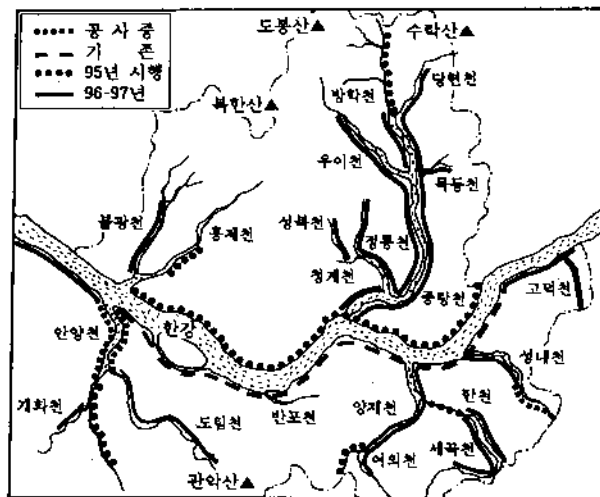 공사중
기 존
95년 시행
96-97년
도봉산▲
수락산▲
당현천
방학천
북한산▲
우이천
묵동천
불광천
홍제천
성북천
정릉천
청계천
중랑천
고덕천
안양천
한강
성내천
개화천
도림천
반포천
양재천
한천
세곡천
여의천
관악산▲